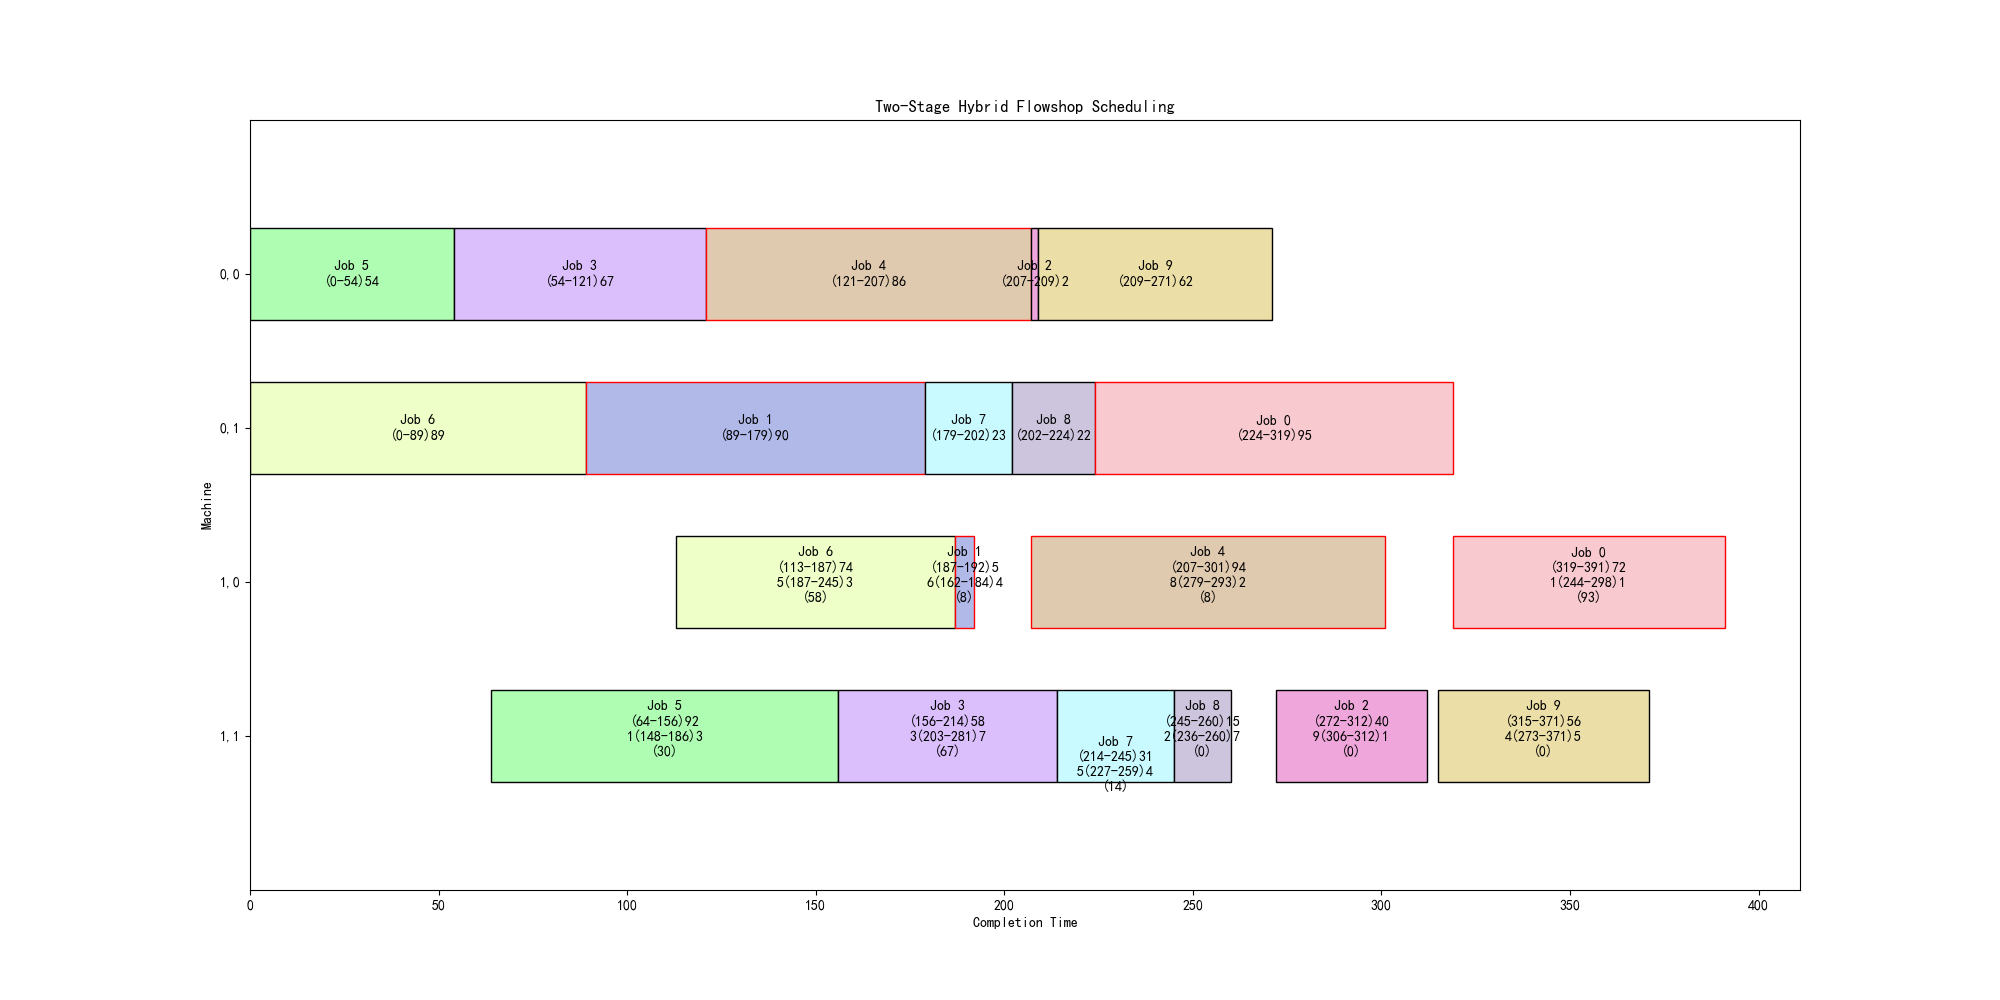 Two-Stage Hybrid Flowshop Scheduling
Machine
0,0
Job 5
(0-54)54
Job 3
(54-121)67
Job 4
(121-207)86
Job 2
(207-209)2
Job 9
(209-271)62
0,1
Job 6
(0-89)89
Job 1
(89-179)90
Job 7
(179-202)23
Job 8
(202-224)22
Job 0
(224-319)95
1,0
Job 6
(113-187)74
5(187-245)3
(58)
Job 1
(187-192)5
6(162-184)4
(8)
Job 4
(207-301)94
8(279-293)2
(8)
Job 0
(319-391)72
1(244-298)1
(93)
1,1
Job 5
(64-156)92
1(148-186)3
(30)
Job 3
(156-214)58
3(203-281)7
(67)
Job 7
(214-245)31
5(227-259)4
(14)
Job 8
(245-260)15
2(236-260)7
(0)
Job 2
(272-312)40
9(306-312)1
(0)
Job 9
(315-371)56
4(273-371)5
(0)
0
50
100
150
200
250
300
350
400
Completion Time